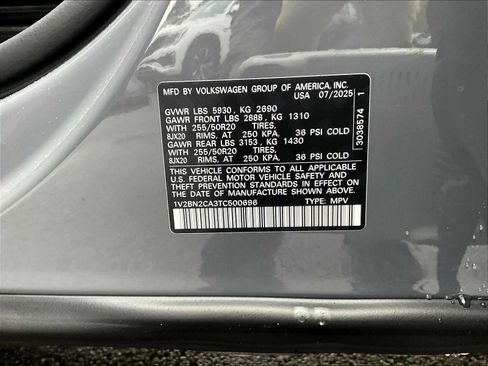 MFD BY VOLKSWAGEN GROUP OF AMERICA, INC.
USA 07/2025
GVWR LBS 5930 , KG 2690
GAWR FRONT LBS 2888 , KG 1310
WITH 255/50R20 TIRES,
8JX20 RIMS, AT 250 KPA, 36 PSI COLD
GAWR REAR LBS 3153 , KG 1430
WITH 255/50R20 TIRES,
8JX20 RIMS, AT 250 KPA, 36 PSI COLD
THIS VEHICLE CONFORMS TO ALL APPLICABLE
U.S. FEDERAL MOTOR VEHICLE SAFETY AND
THEFT PREVENTION STANDARDS IN EFFECT ON
THE DATE OF MANUFACTURE SHOWN ABOVE.
1V2BN2CA3TC500696 TYPE: MPV
3038574 1